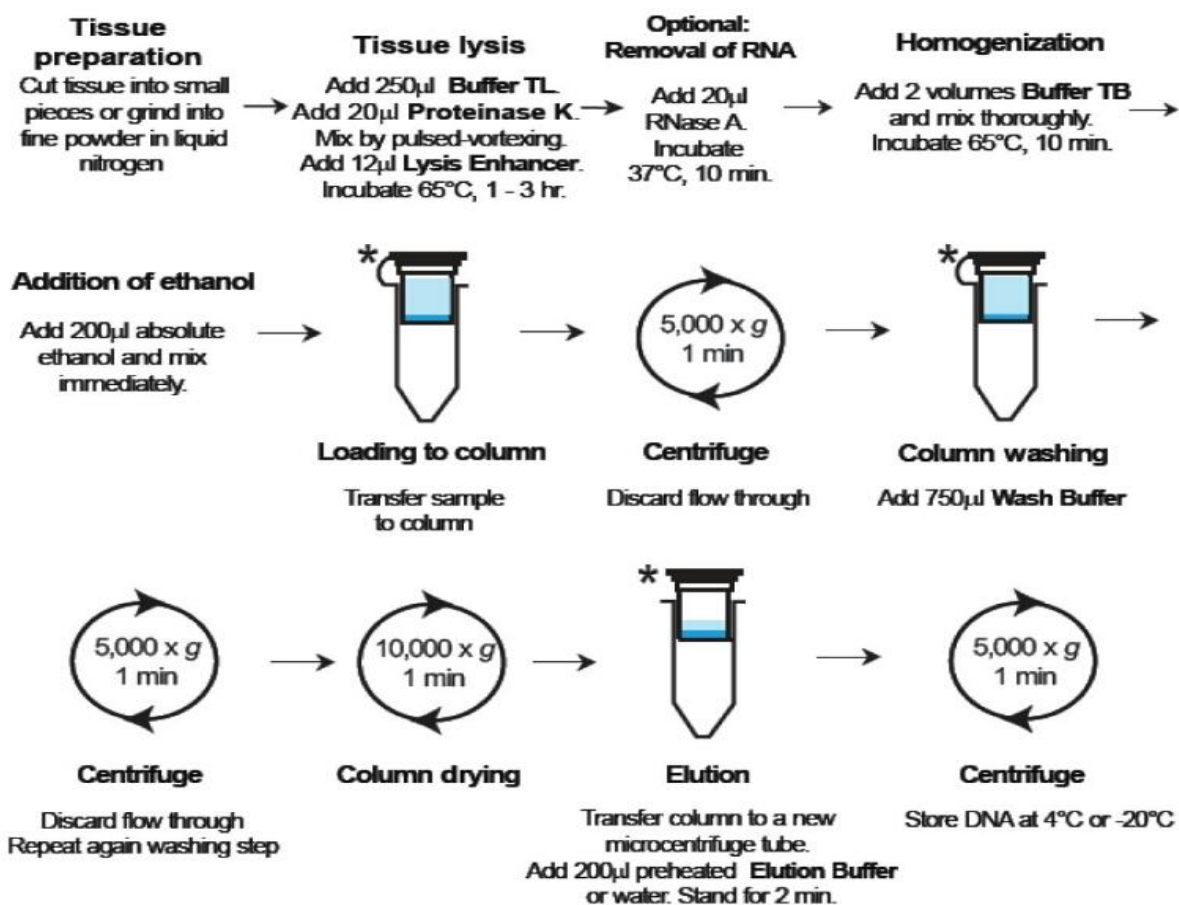 Tissue
preparation
Cut tissue into small
pieces or grind into
fine powder in liquid
nitrogen
Tissue lysis
Add 250µl Buffer TL.
Add 20µl Proteinase K.
Mix by pulsed-vortexing.
Add 12µl Lysis Enhancer.
Incubate 65°C, 1 - 3 hr.
Optional:
Removal of RNA
Add 20µl
RNase A.
Incubate
37°C, 10 min.
Homogenization
Add 2 volumes Buffer TB
and mix thoroughly.
Incubate 65°C, 10 min.
Addition of ethanol
Add 200µl absolute
ethanol and mix
immediately.
*
Loading to column
Transfer sample
to column
5,000 x g
1 min
Centrifuge
Discard flow through
*
Column washing
Add 750µl Wash Buffer
5,000 x g
1 min
Centrifuge
Discard flow through
Repeat again washing step
10,000 x g
1 min
Column drying
*
Elution
Transfer column to a new
microcentrifuge tube.
Add 200µl preheated Elution Buffer
or water. Stand for 2 min.
5,000 x g
1 min
Centrifuge
Store DNA at 4°C or -20°C